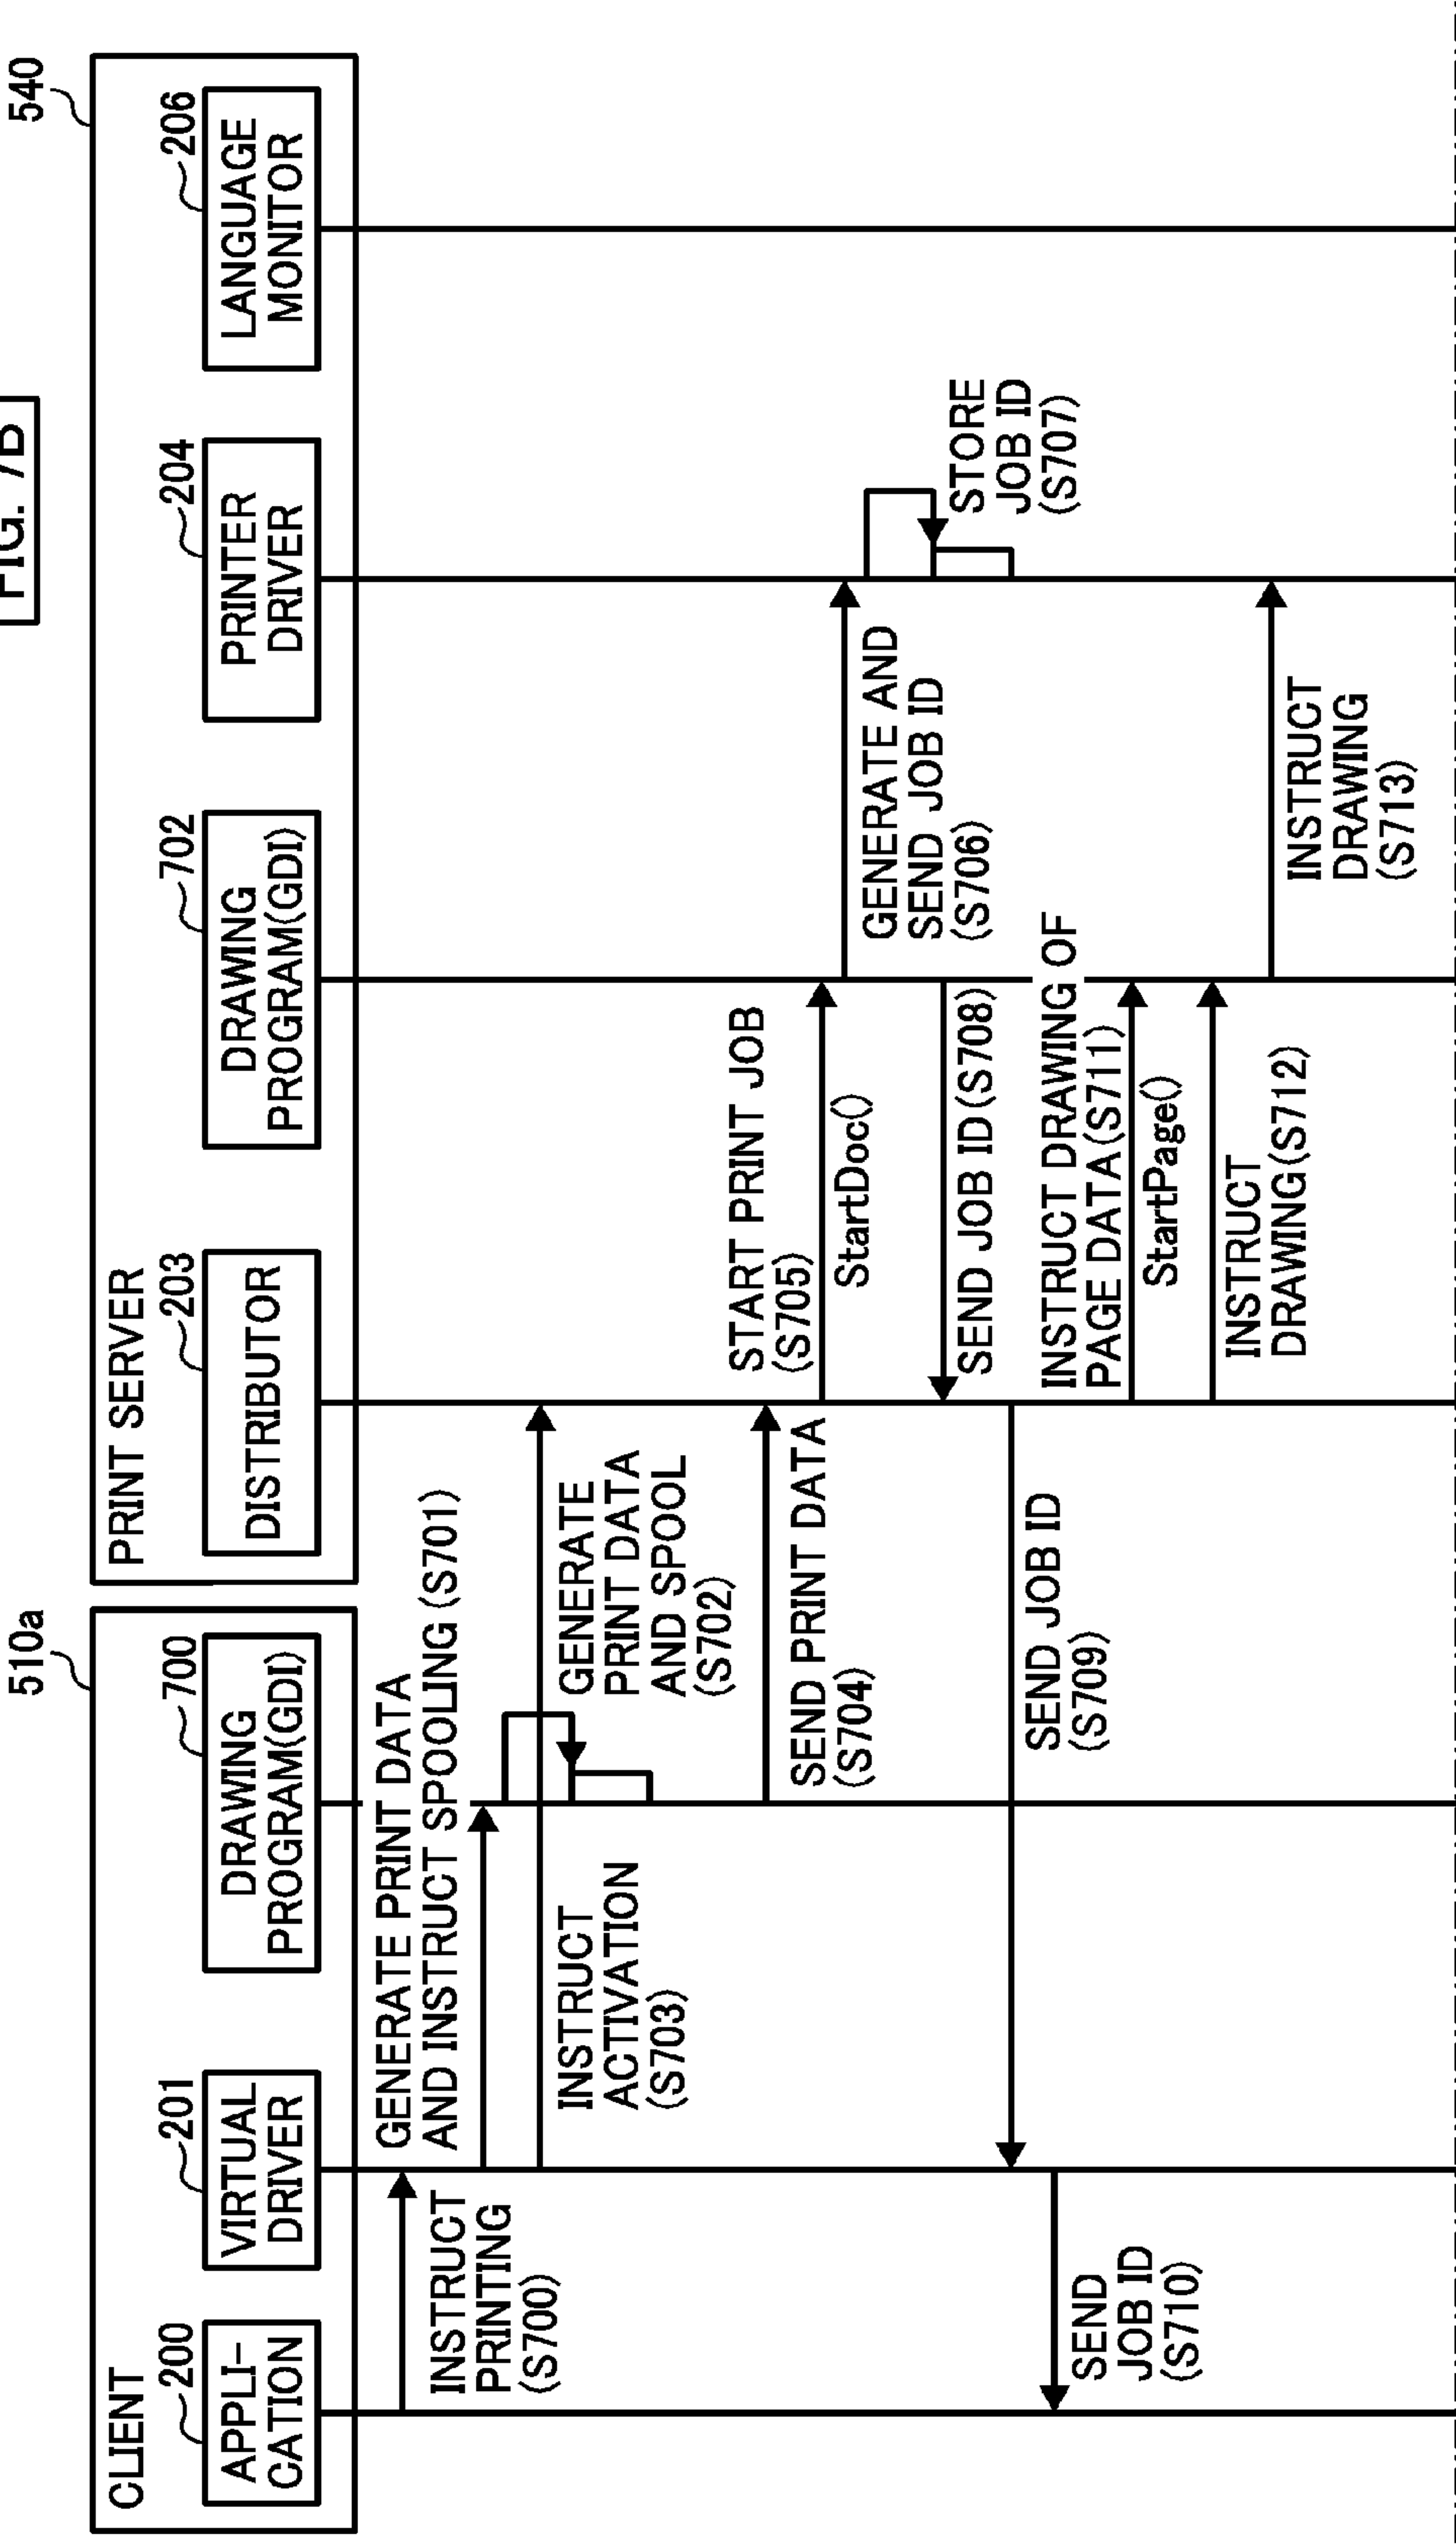 FIG. 7B
510a
540
CLIENT
PRINT SERVER
200
201
700
203
702
204
206
APPLI-
CATION
VIRTUAL
DRIVER
DRAWING
PROGRAM(GDI)
DISTRIBUTOR
DRAWING
PROGRAM(GDI)
PRINTER
DRIVER
LANGUAGE
MONITOR
GENERATE PRINT DATA
AND INSTRUCT SPOOLING (S701)
INSTRUCT
PRINTING
(S700)
INSTRUCT
ACTIVATION
(S703)
GENERATE
PRINT DATA
AND SPOOL
(S702)
START PRINT JOB
(S705)
SEND PRINT DATA
(S704)
StartDoc()
GENERATE AND
SEND JOB ID
(S706)
STORE
JOB ID
(S707)
SEND JOB ID(S708)
SEND JOB ID
(S709)
INSTRUCT DRAWING OF
PAGE DATA(S711)
SEND
JOB ID
(S710)
StartPage()
INSTRUCT
DRAWING(S712)
INSTRUCT
DRAWING
(S713)